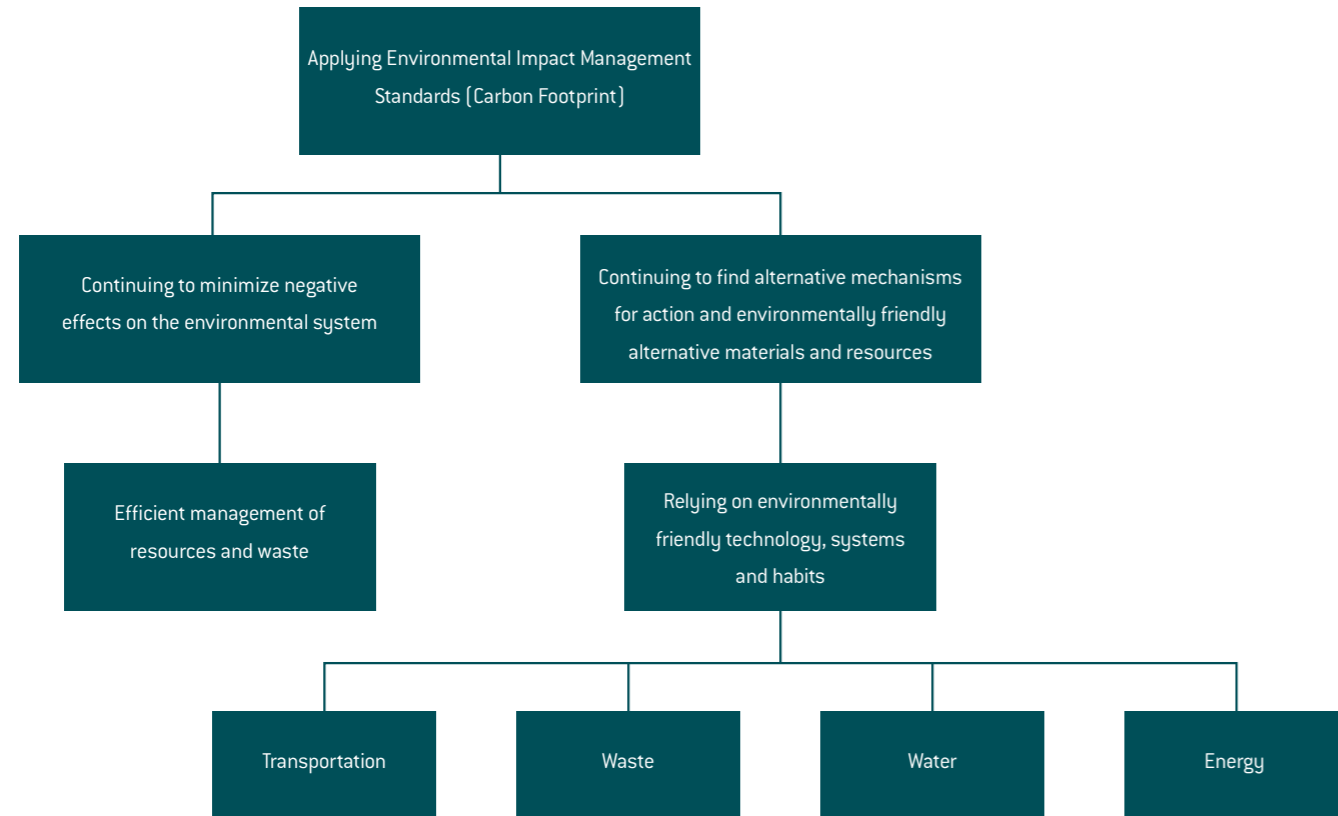 Applying Environmental Impact Management
Standards (Carbon Footprint)
Continuing to minimize negative
effects on the environmental system
Continuing to find alternative mechanisms
for action and environmentally friendly
alternative materials and resources
Efficient management of
resources and waste
Relying on environmentally
friendly technology, systems
and habits
Transportation
Waste
Water
Energy